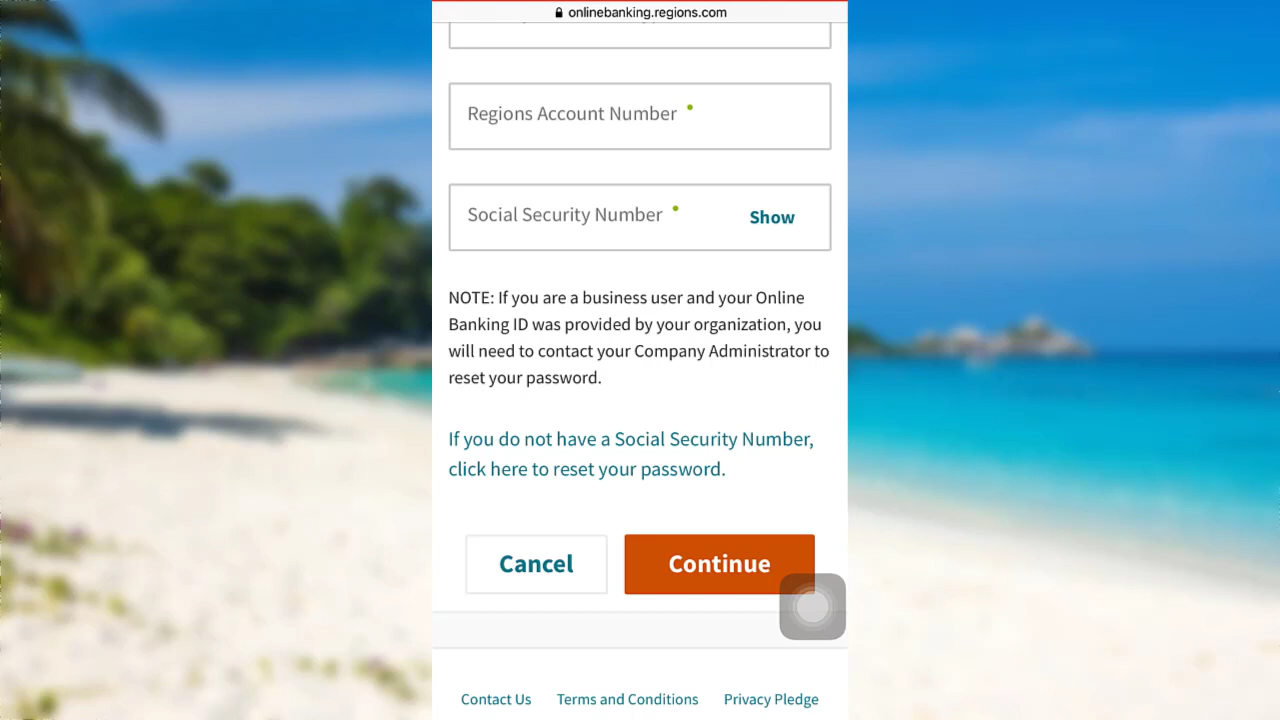 onlinebanking.regions.com
Regions Account Number
Social Security Number
Show
NOTE: If you are a business user and your Online
Banking ID was provided by your organization, you
will need to contact your Company Administrator to
reset your password.
If you do not have a Social Security Number,
click here to reset your password.
Cancel
Continue
Contact Us
Terms and Conditions
Privacy Pledge